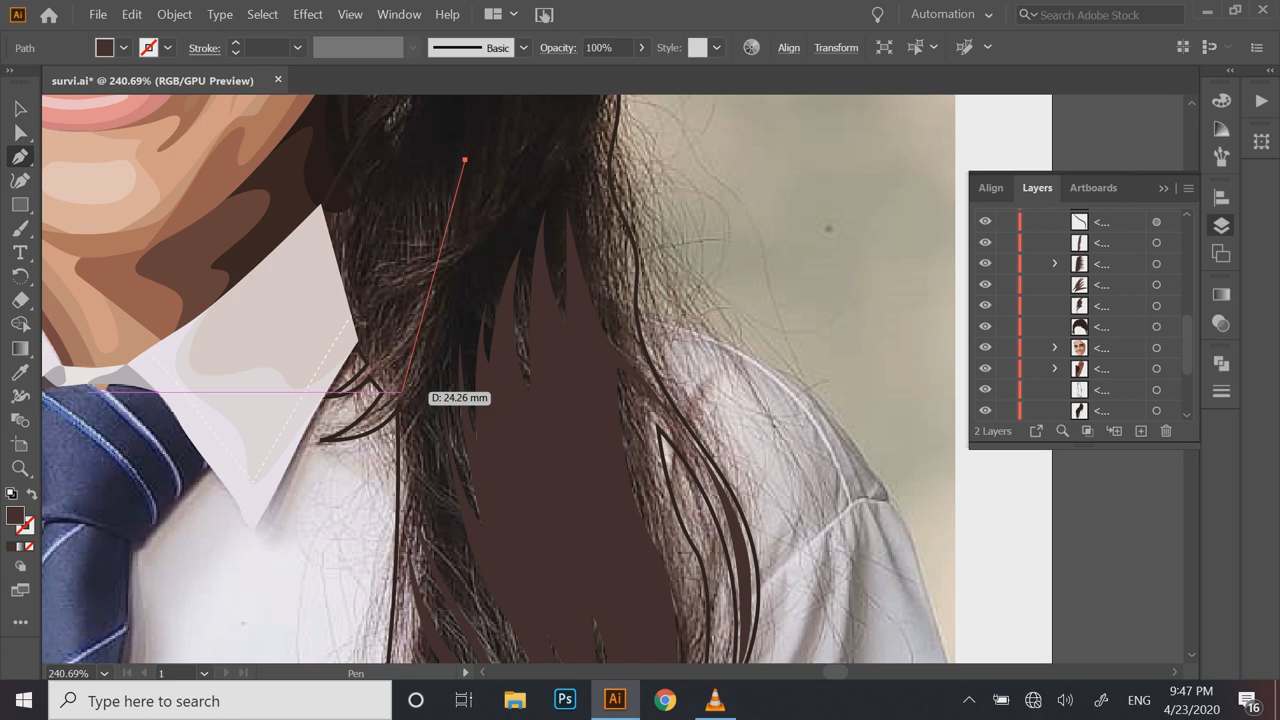 Ai File Edit Object Type Select Effect View Window Help Automation Search Adobe Stock
Path Stroke: Basic Opacity: 100% Style: Align Transform
survi.ai* @ 240.69% (RGB/GPU Preview)
Align Layers Artboards
<...
<...
<...
<...
<...
<...
<...
<...
<...
<...
D: 24.26 mm
2 Layers
240.69% 1 Pen
Type here to search Ps Ai ENG 9:47 PM
4/23/2020 16